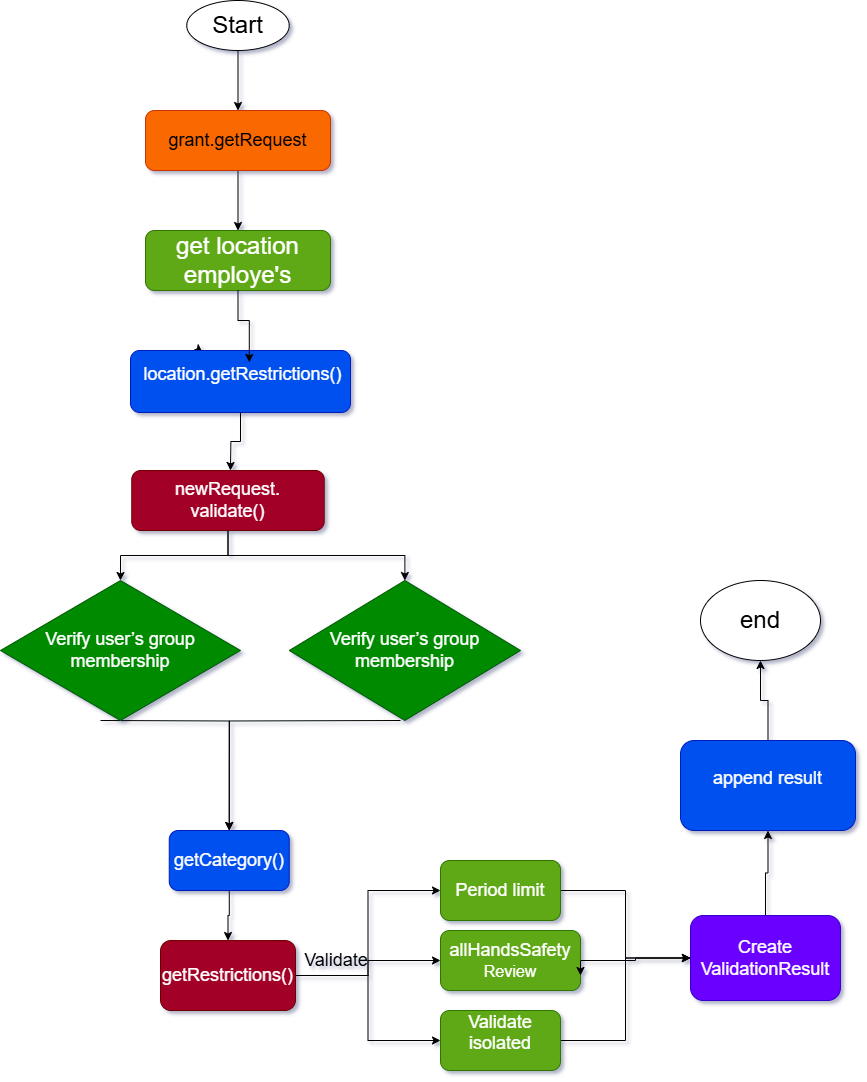 Start
grant.getRequest
get location
employe's
location.getRestrictions()
newRequest.
validate()
Verify user’s group
membership
Verify user’s group
membership
getCategory()
getRestrictions()
Validate
Period limit
allHandsSafety
Review
Validate
isolated
Create
ValidationResult
append result
end